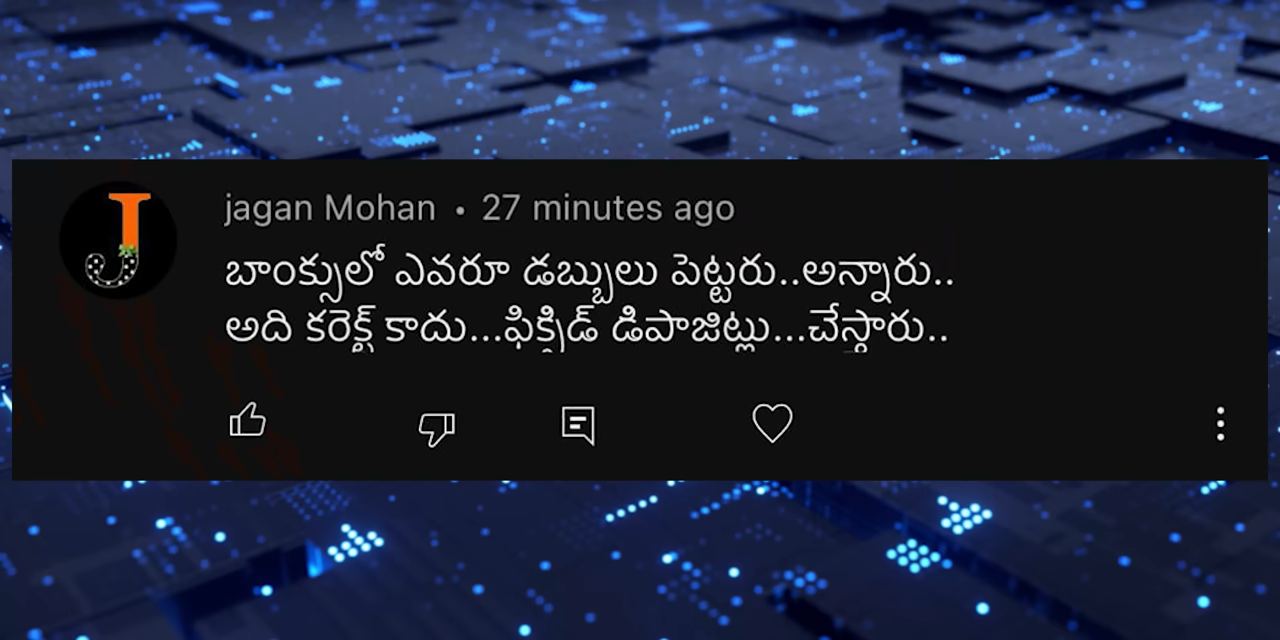 jagan Mohan • 27 minutes ago
బాంక్సులో ఎవరూ డబ్బులు పెట్టరు..అన్నారు..
అది కరెక్ట్ కాదు...ఫిక్సిడ్ డిపాజిట్లు...చేస్తారు..